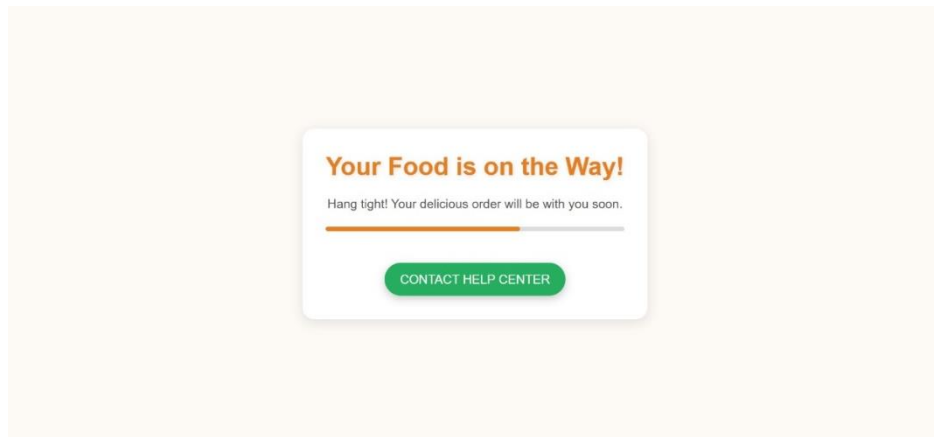 Your Food is on the Way!
Hang tight! Your delicious order will be with you soon.
CONTACT HELP CENTER